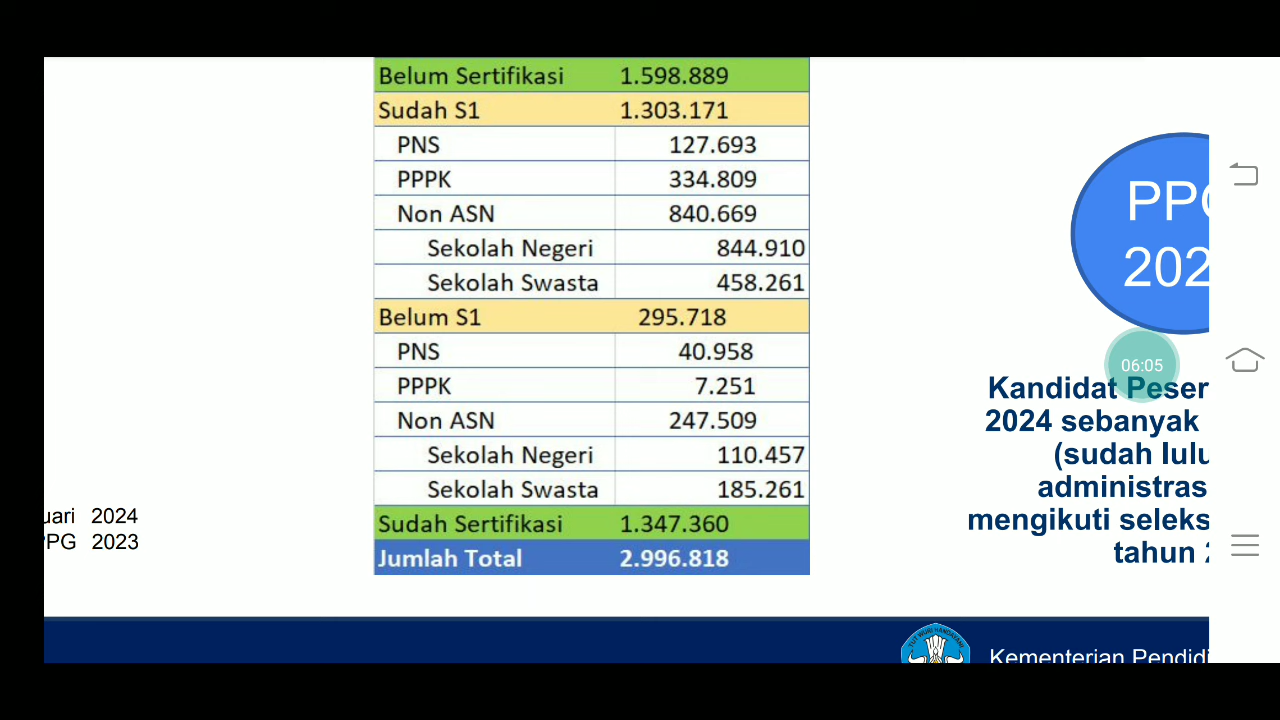 Belum Sertifikasi 1.598.889
Sudah S1 1.303.171
PNS 127.693
PPPK 334.809
Non ASN 840.669
Sekolah Negeri 844.910
Sekolah Swasta 458.261
Belum S1 295.718
PNS 40.958
PPPK 7.251
Non ASN 247.509
Sekolah Negeri 110.457
Sekolah Swasta 185.261
Sudah Sertifikasi 1.347.360
Jumlah Total 2.996.818
uari 2024
PG 2023
PPG
202
06:05
Kandidat Peser
2024 sebanyak
(sudah lulu
administras
mengikuti seleks
tahun
TUT WURI HANDAYANI
Kementerian Pendidi